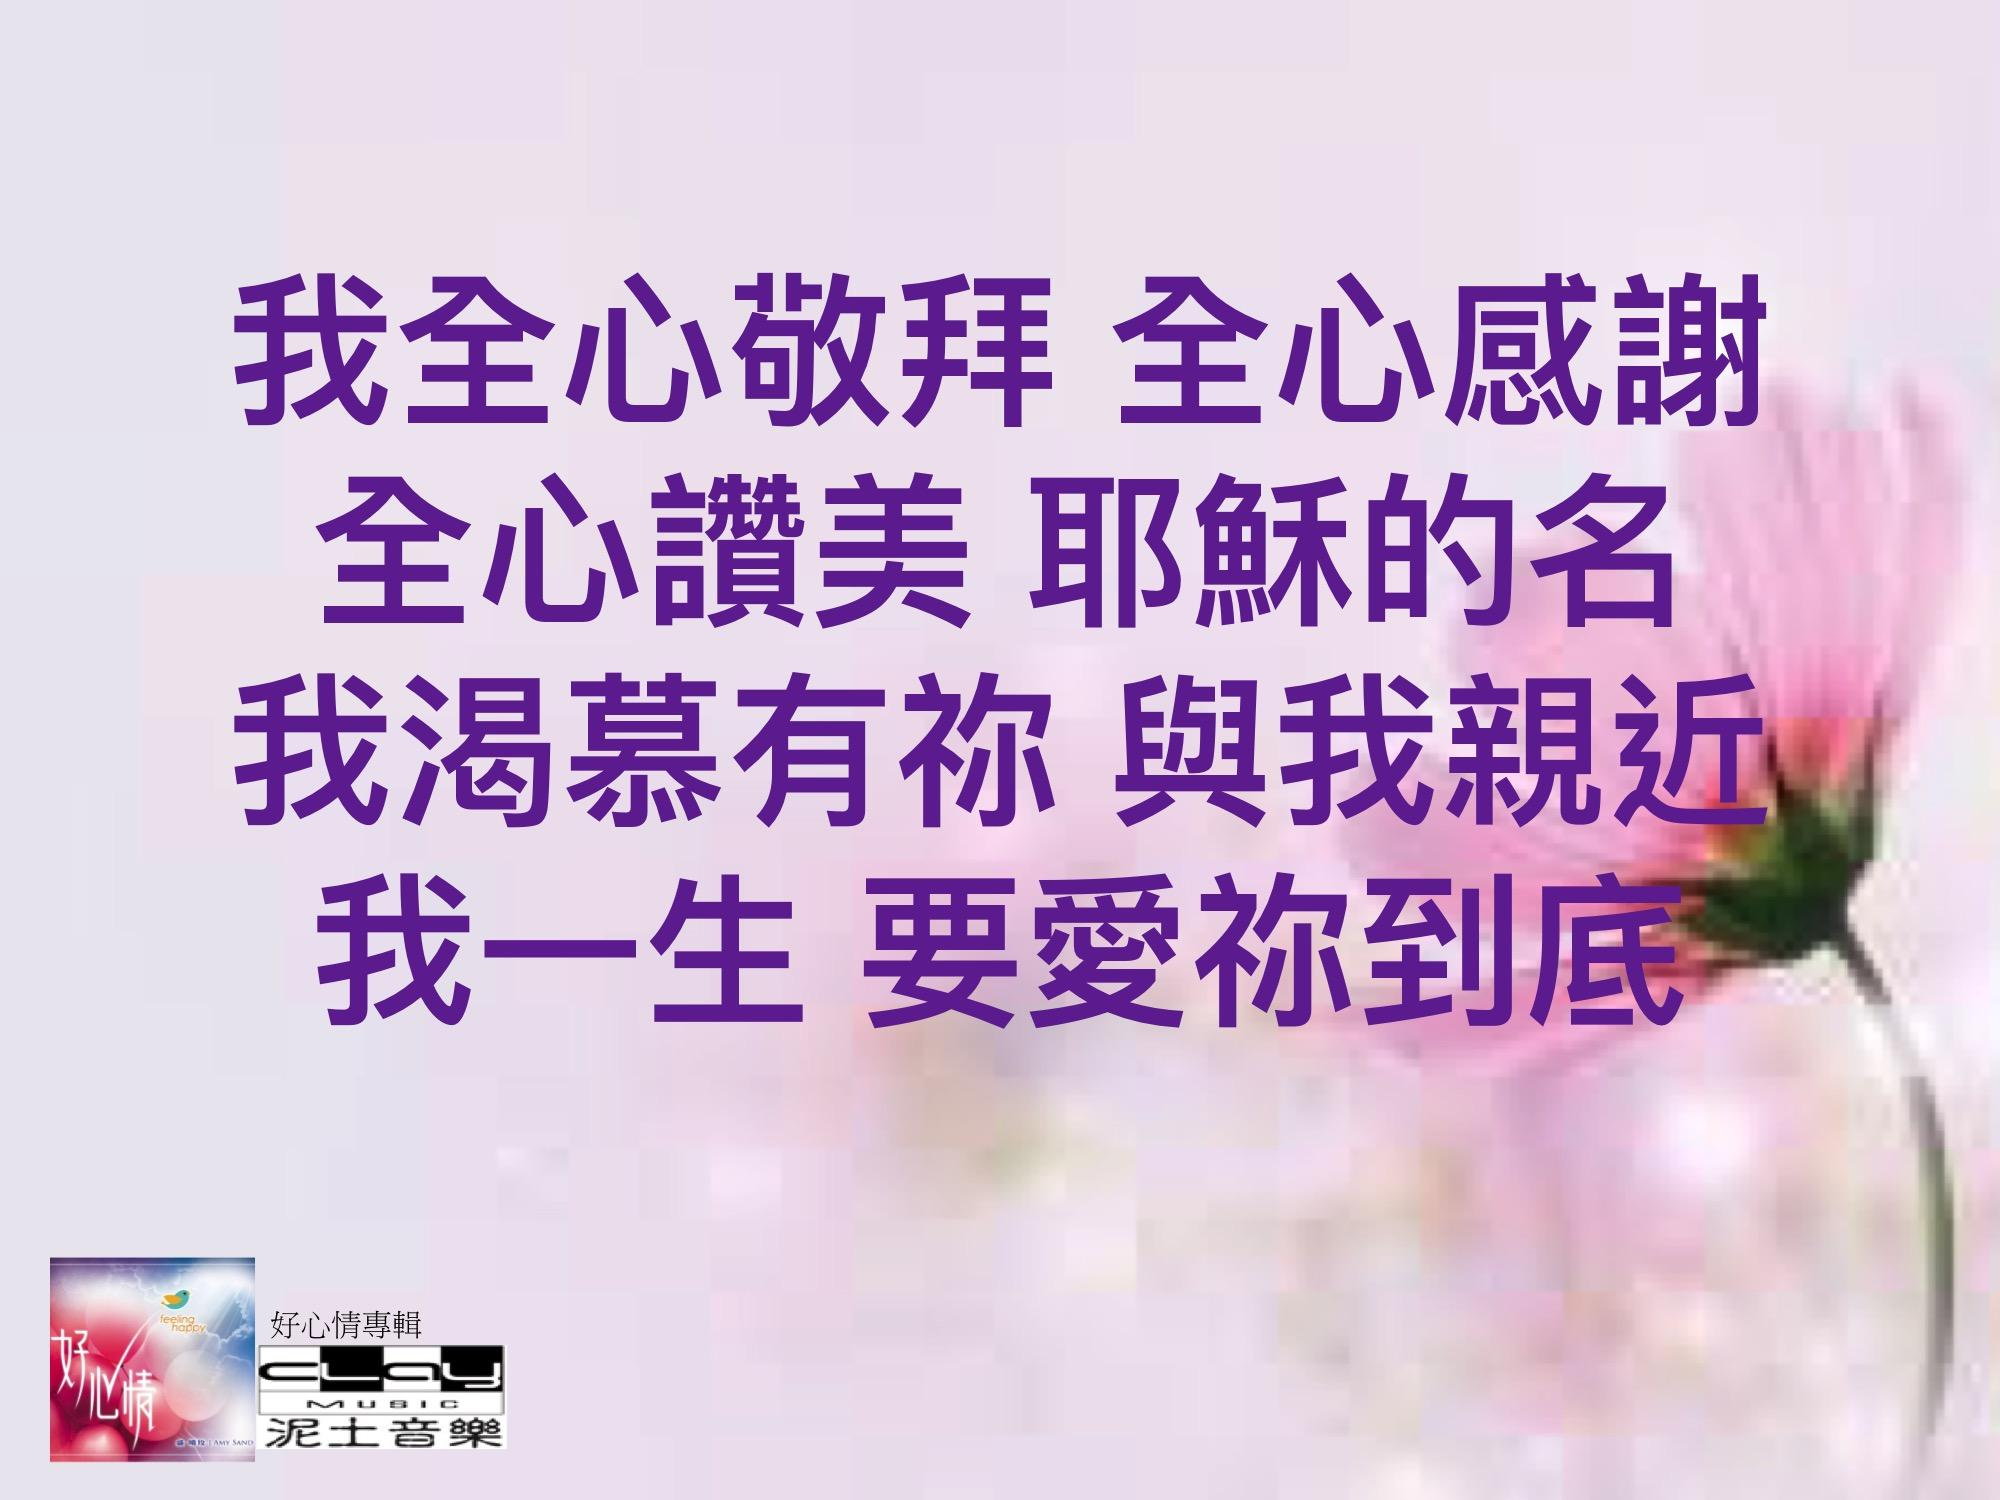 我全心敬拜 全心感謝
全心讚美 耶穌的名
我渴慕有祢 與我親近
我一生 要愛祢到底
feeling
happy
好心情
AMY SAND
好心情專輯
CLay
MUSIC
泥土音樂